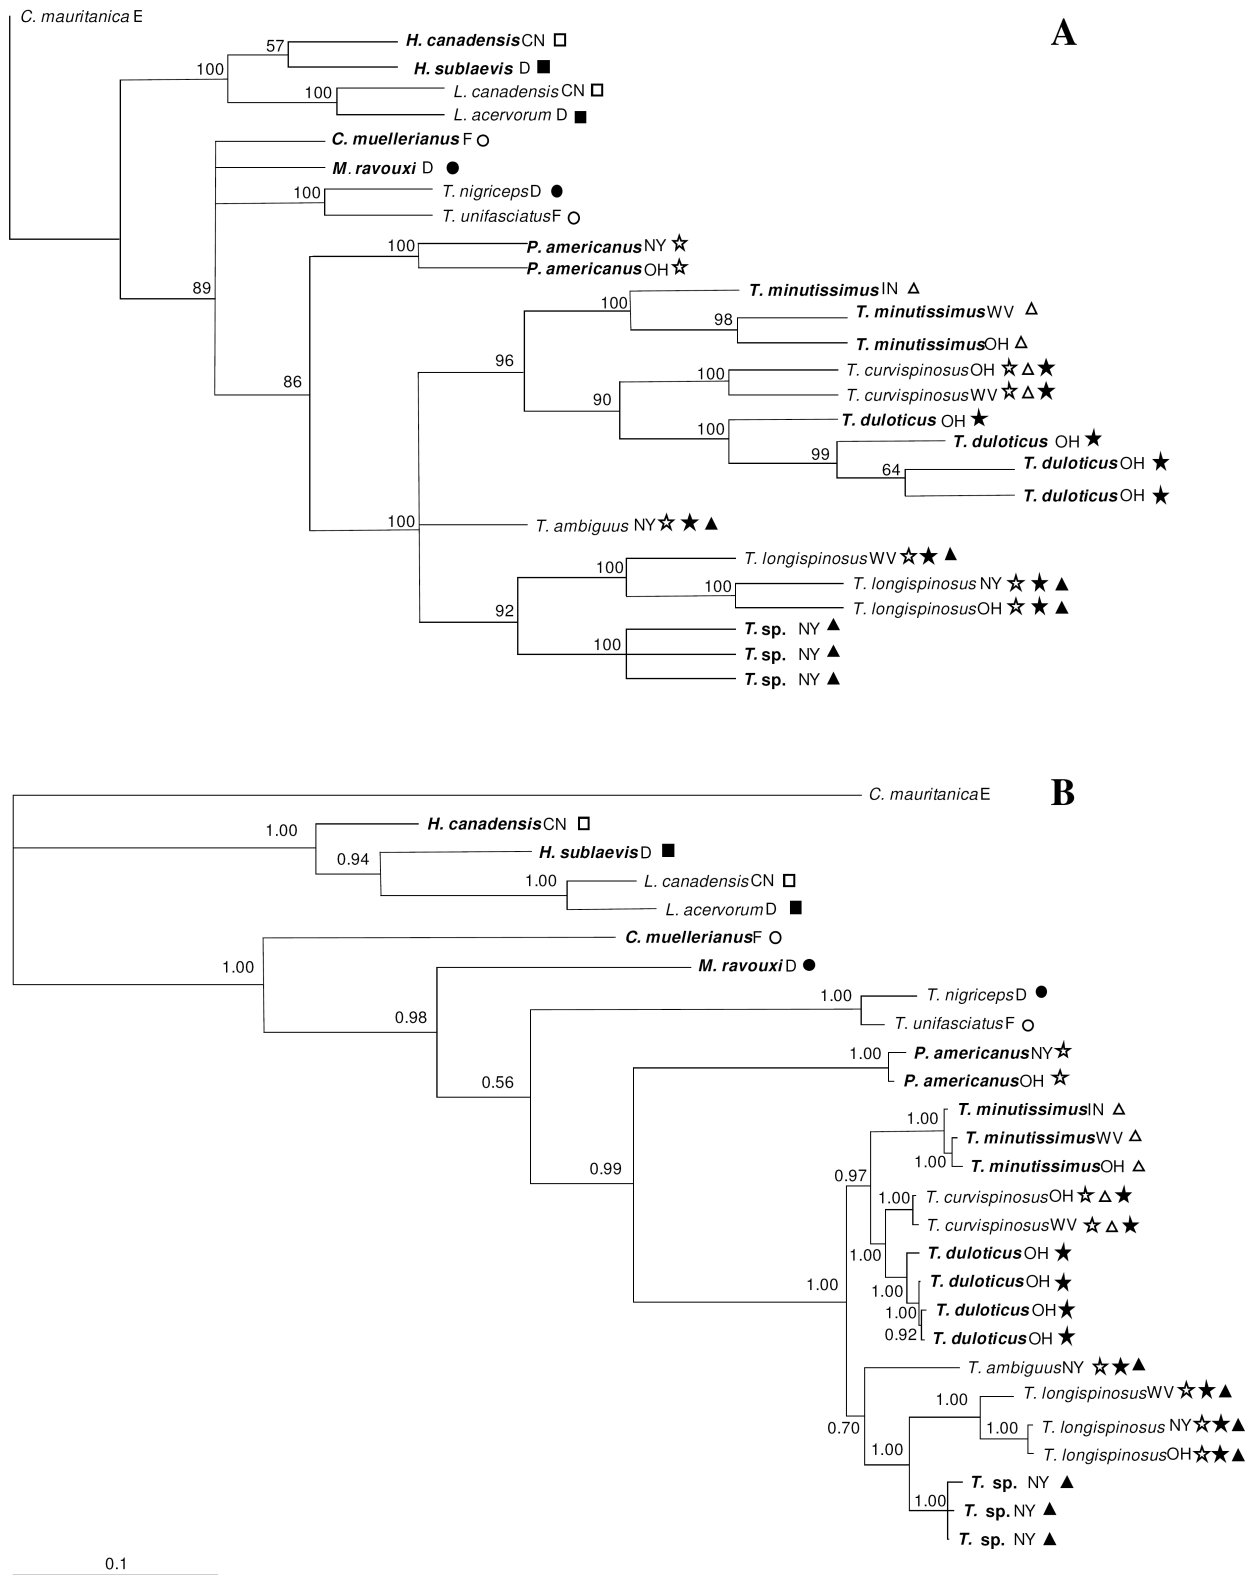 C. mauritanica E
A
57
H. canadensis CN
100
H. sublaevis D
100
L. canadensis CN
L. acervorum D
C. muellerianus F
M. ravouxi D
100
T. nigriceps D
T. unifasciatus F
100
P. americanus NY
P. americanus OH
89
100
T. minutissimus IN
98
T. minutissimus WV
T. minutissimus OH
96
100
T. curvispinosus OH
86
90
T. curvispinosus WV
100
T. duloticus OH
99
T. duloticus OH
64
T. duloticus OH
T. duloticus OH
100
T. ambiguus NY
100
T. longispinosus WV
100
T. longispinosus NY
92
T. longispinosus OH
T. sp. NY
100
T. sp. NY
T. sp. NY
C. mauritanica E
B
1.00
H. canadensis CN
0.94
H. sublaevis D
1.00
L. canadensis CN
L. acervorum D
C. muellerianus F
1.00
M. ravouxi D
0.98
1.00
T. nigriceps D
T. unifasciatus F
0.56
1.00
P. americanus NY
P. americanus OH
1.00
T. minutissimus IN
T. minutissimus WV
1.00
T. minutissimus OH
0.99
0.97
1.00
T. curvispinosus OH
T. curvispinosus WV
1.00
T. duloticus OH
1.00
1.00
T. duloticus OH
1.00
T. duloticus OH
0.92
T. duloticus OH
T. ambiguus NY
0.70
1.00
T. longispinosus WV
1.00
T. longispinosus NY
1.00
T. longispinosus OH
T. sp. NY
1.00
T. sp. NY
T. sp. NY
0.1